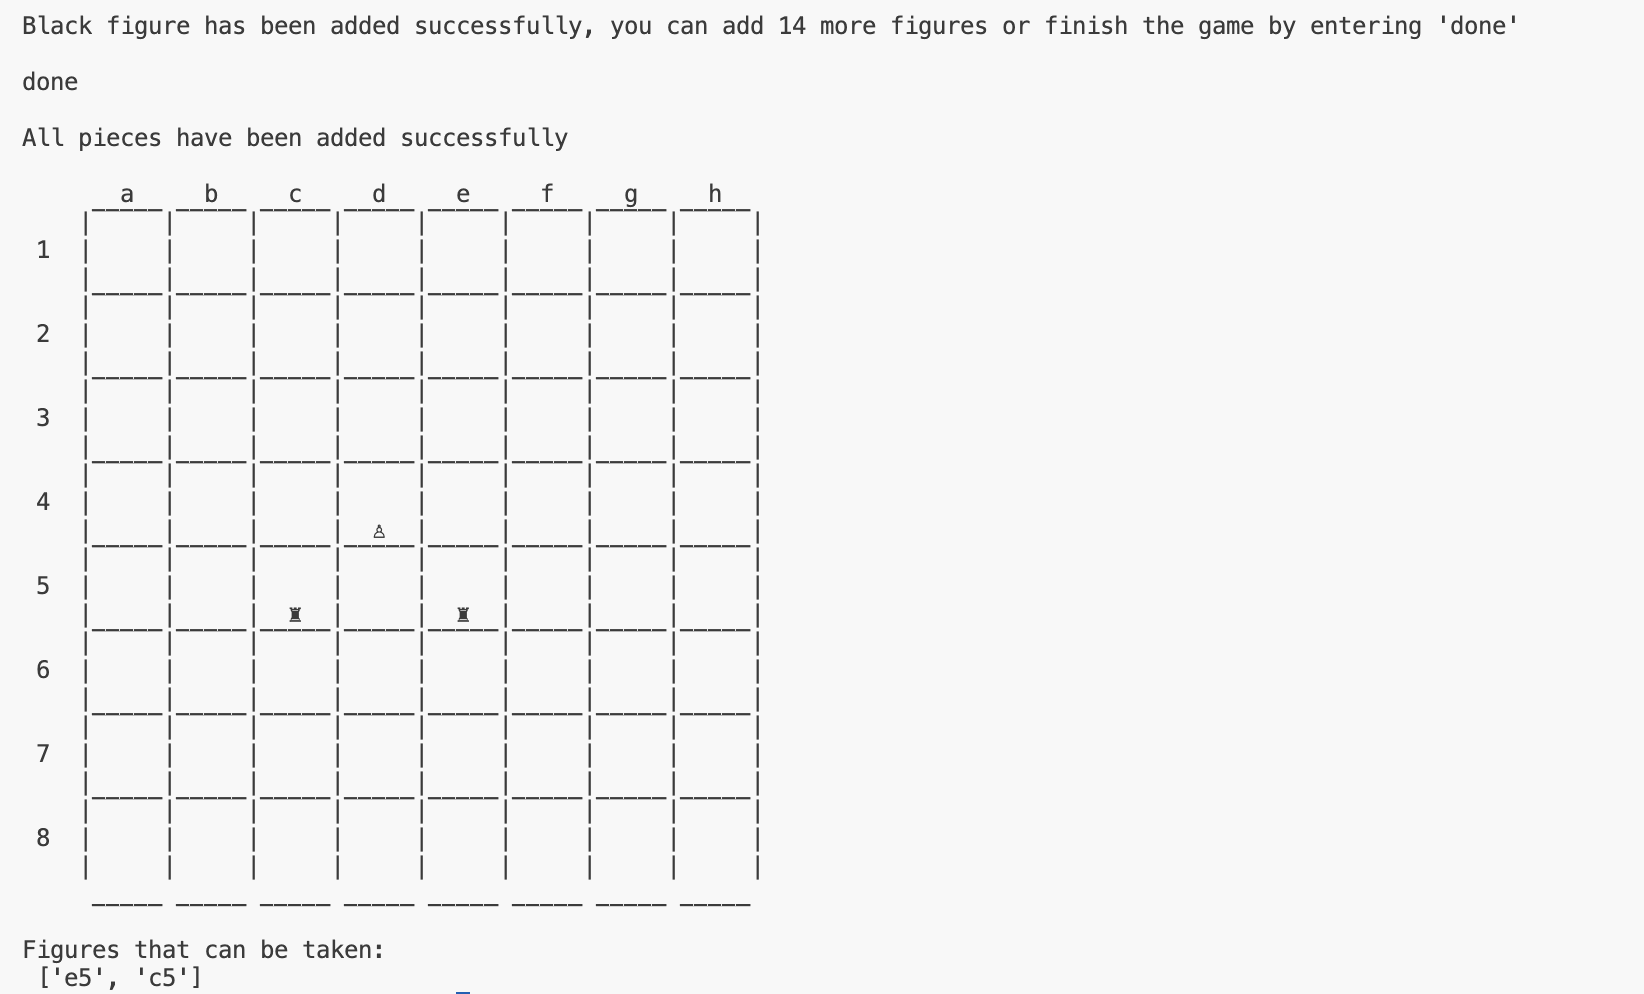 Black figure has been added successfully, you can add 14 more figures or finish the game by entering 'done'
done
All pieces have been added successfully
a b c d e f g h
1
2
3
4
♙
5
♜ ♜
6
7
8
Figures that can be taken:
['e5', 'c5']